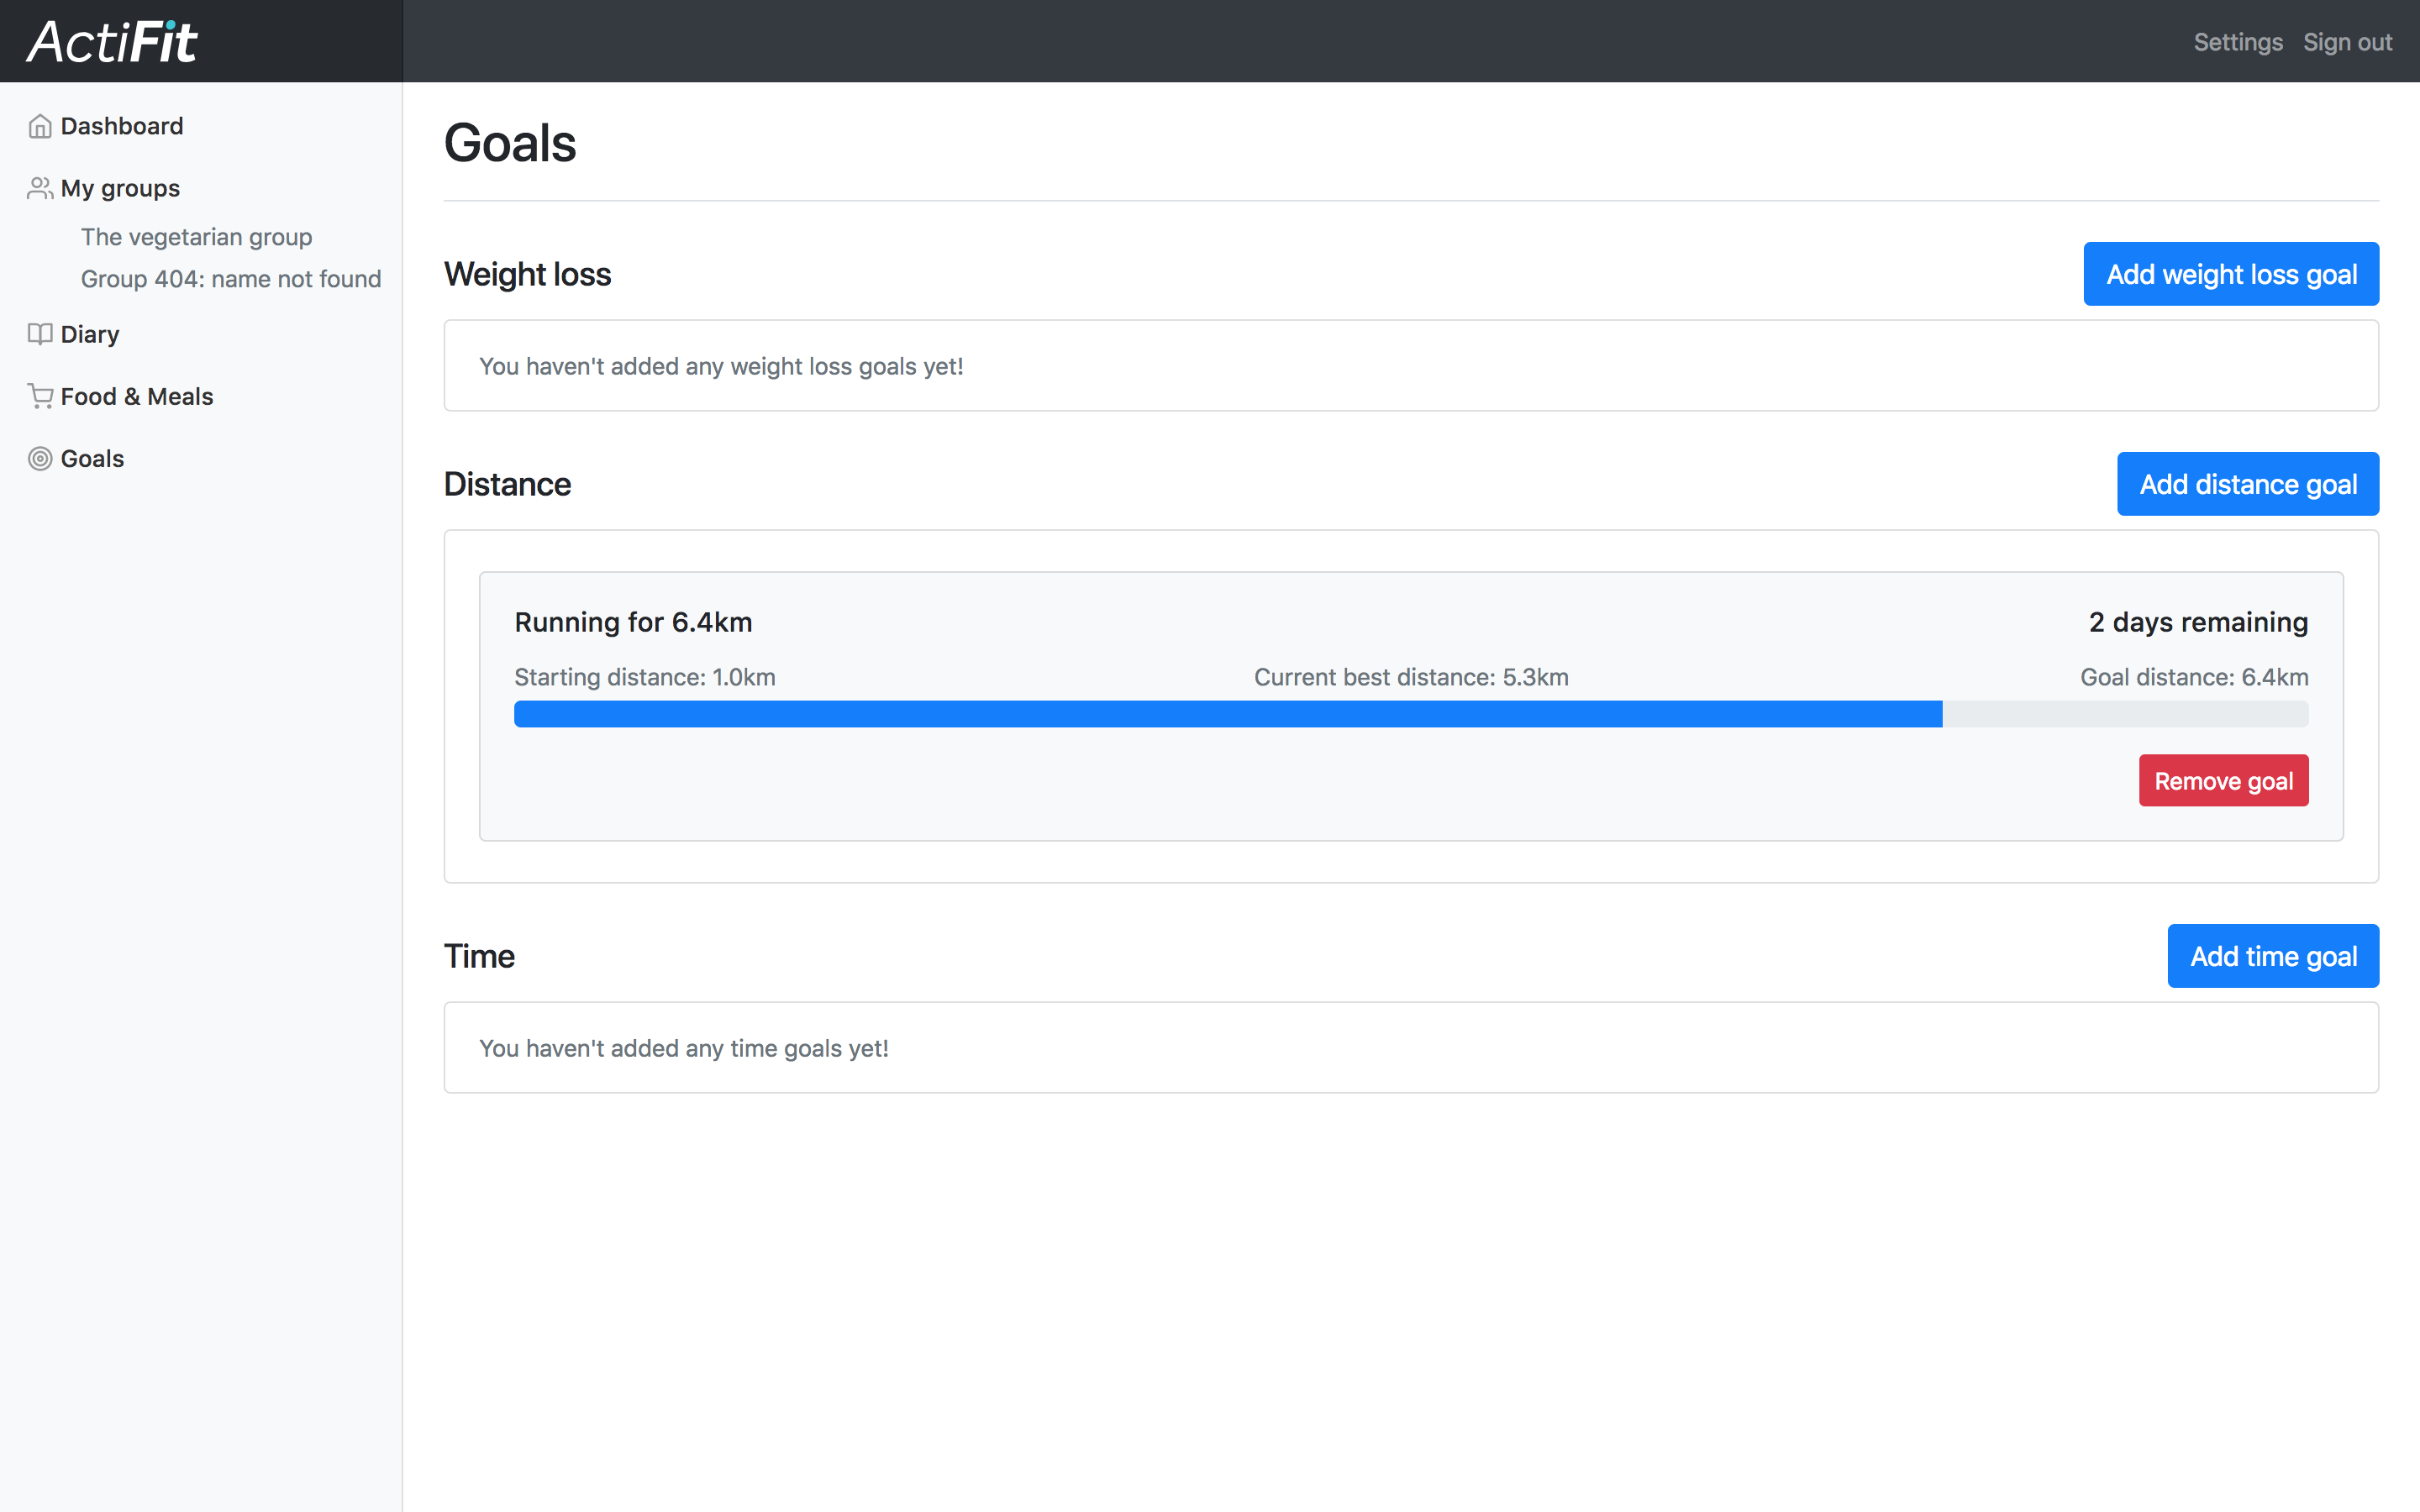 ActiFit
Settings Sign out
Dashboard
My groups
The vegetarian group
Group 404: name not found
Diary
Food & Meals
Goals
Goals
Weight loss
Add weight loss goal
You haven't added any weight loss goals yet!
Distance
Add distance goal
Running for 6.4km
2 days remaining
Starting distance: 1.0km
Current best distance: 5.3km
Goal distance: 6.4km
Remove goal
Time
Add time goal
You haven't added any time goals yet!